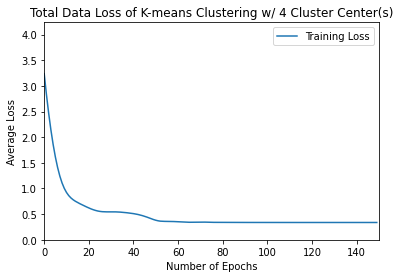 Total Data Loss of K-means Clustering w/ 4 Cluster Center(s)
Training Loss
Average Loss
4.0
3.5
3.0
2.5
2.0
1.5
1.0
0.5
0.0
0 20 40 60 80 100 120 140
Number of Epochs